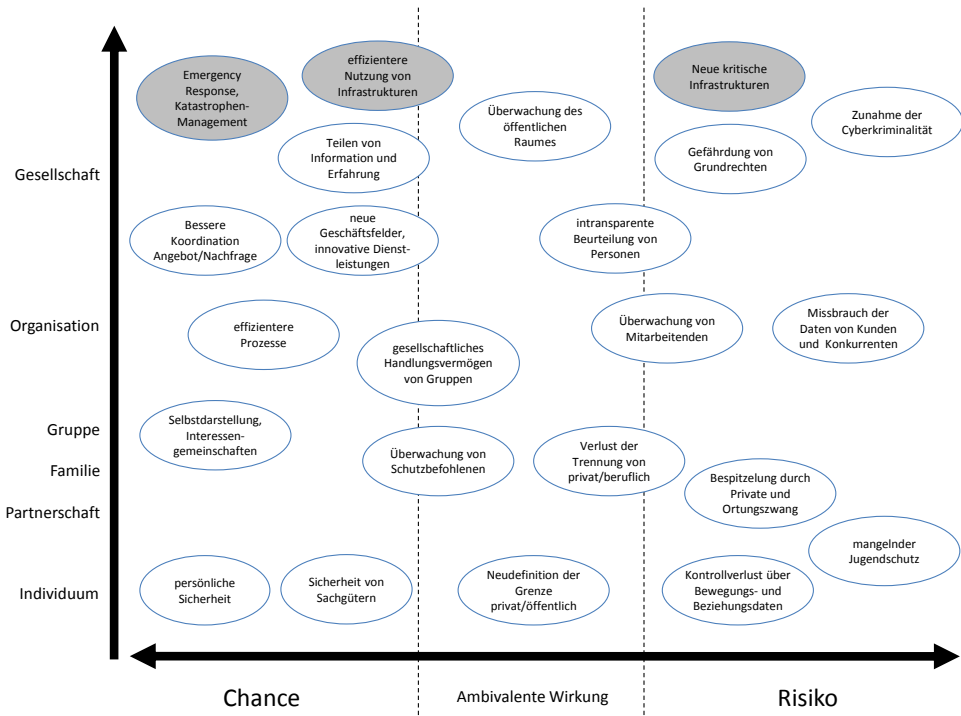 Emergency
Response,
Katastrophen-
Management
effizientere
Nutzung von
Infrastrukturen
Neue kritische
Infrastrukturen
Überwachung des
öffentlichen
Raumes
Zunahme der
Cyberkriminalität
Teilen von
Information und
Erfahrung
Gefährdung von
Grundrechten
Gesellschaft
Bessere
Koordination
Angebot/Nachfrage
neue
Geschäftsfelder,
innovative Dienst-
leistungen
intransparente
Beurteilung von
Personen
Organisation
effizientere
Prozesse
gesellschaftliches
Handlungsvermögen
von Gruppen
Überwachung von
Mitarbeitenden
Missbrauch der
Daten von Kunden
und Konkurrenten
Gruppe
Familie
Partnerschaft
Selbstdarstellung,
Interessen-
gemeinschaften
Überwachung von
Schutzbefohlenen
Verlust der
Trennung von
privat/beruflich
Bespitzelung durch
Private und
Ortungszwang
mangelnder
Jugendschutz
Individuum
persönliche
Sicherheit
Sicherheit von
Sachgütern
Neudefinition der
Grenze
privat/öffentlich
Kontrollverlust über
Bewegungs- und
Beziehungsdaten
Chance
Ambivalente Wirkung
Risiko